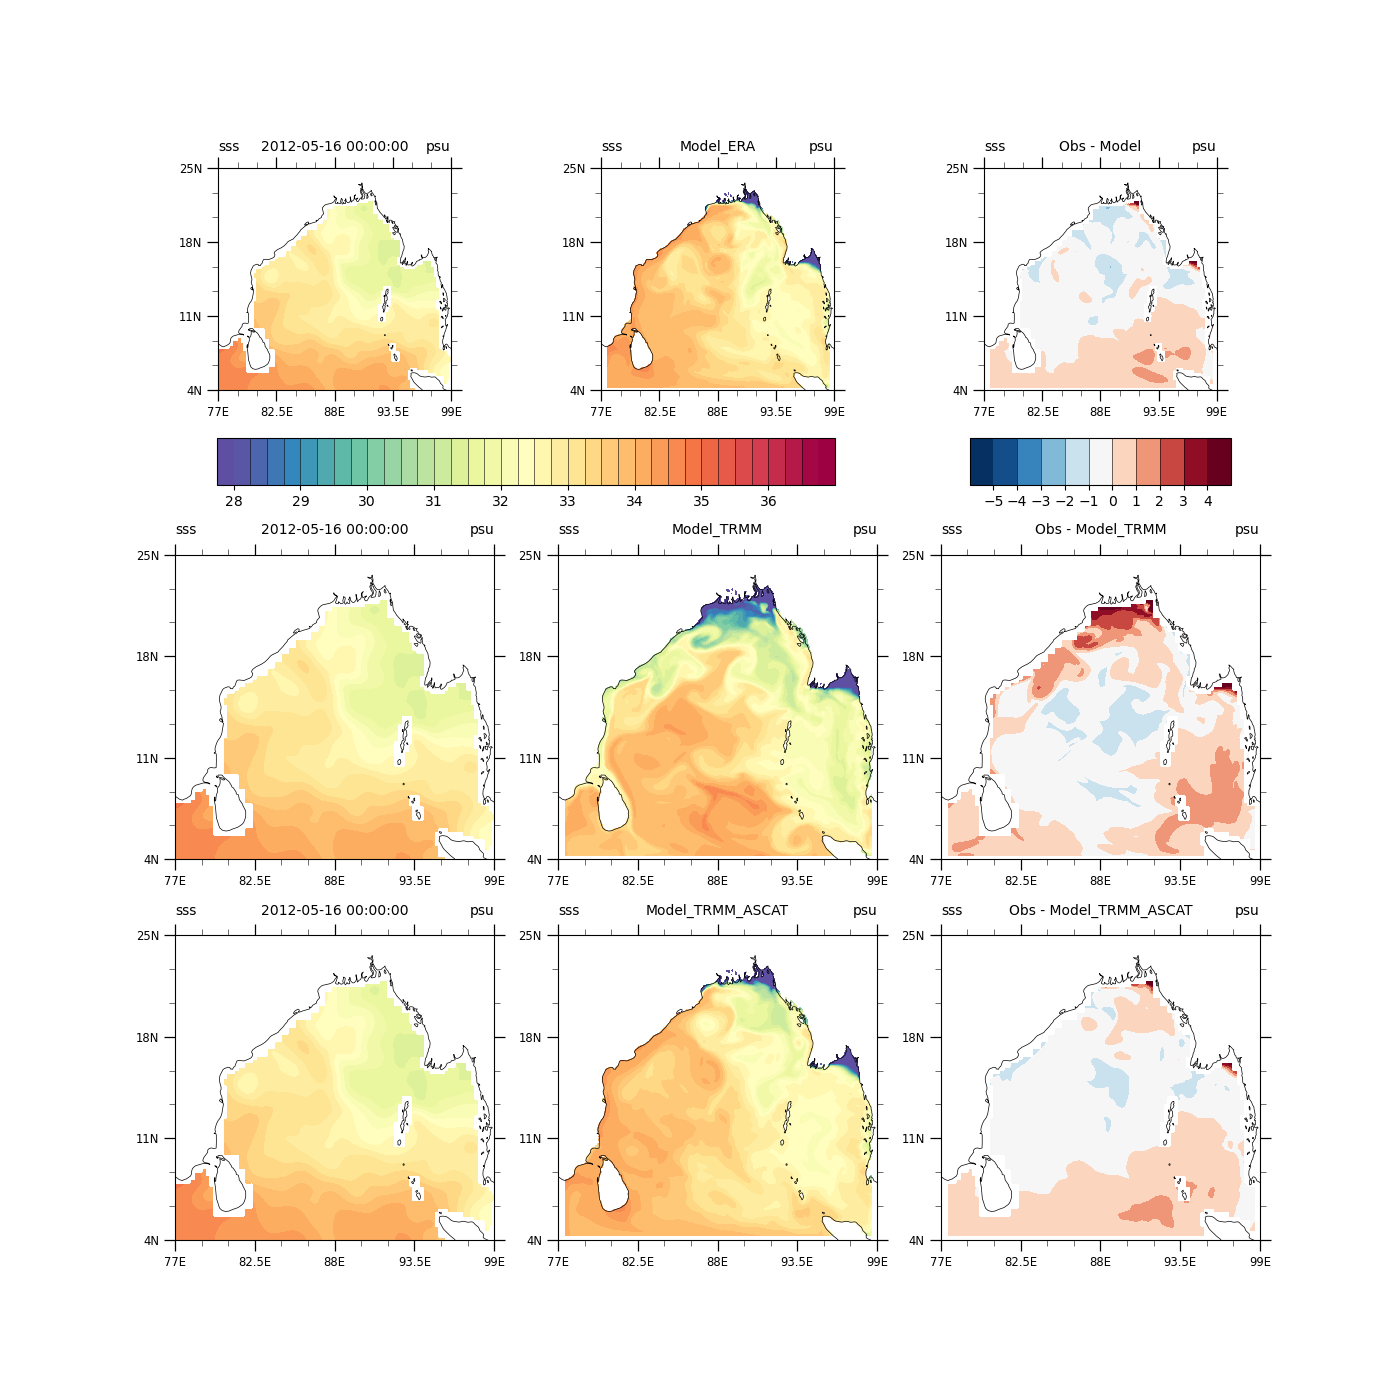 sss 2012-05-16 00:00:00 psu
sss Model_ERA psu
sss Obs - Model psu
25N
18N
11N
4N
77E 82.5E 88E 93.5E 99E
25N
18N
11N
4N
77E 82.5E 88E 93.5E 99E
25N
18N
11N
4N
77E 82.5E 88E 93.5E 99E
28 29 30 31 32 33 34 35 36
−5 −4 −3 −2 −1 0 1 2 3 4
sss 2012-05-16 00:00:00 psu
sss Model_TRMM psu
sss Obs - Model_TRMM psu
25N
18N
11N
4N
77E 82.5E 88E 93.5E 99E
25N
18N
11N
4N
77E 82.5E 88E 93.5E 99E
25N
18N
11N
4N
77E 82.5E 88E 93.5E 99E
sss 2012-05-16 00:00:00 psu
sss Model_TRMM_ASCAT psu
sss Obs - Model_TRMM_ASCAT psu
25N
18N
11N
4N
77E 82.5E 88E 93.5E 99E
25N
18N
11N
4N
77E 82.5E 88E 93.5E 99E
25N
18N
11N
4N
77E 82.5E 88E 93.5E 99E